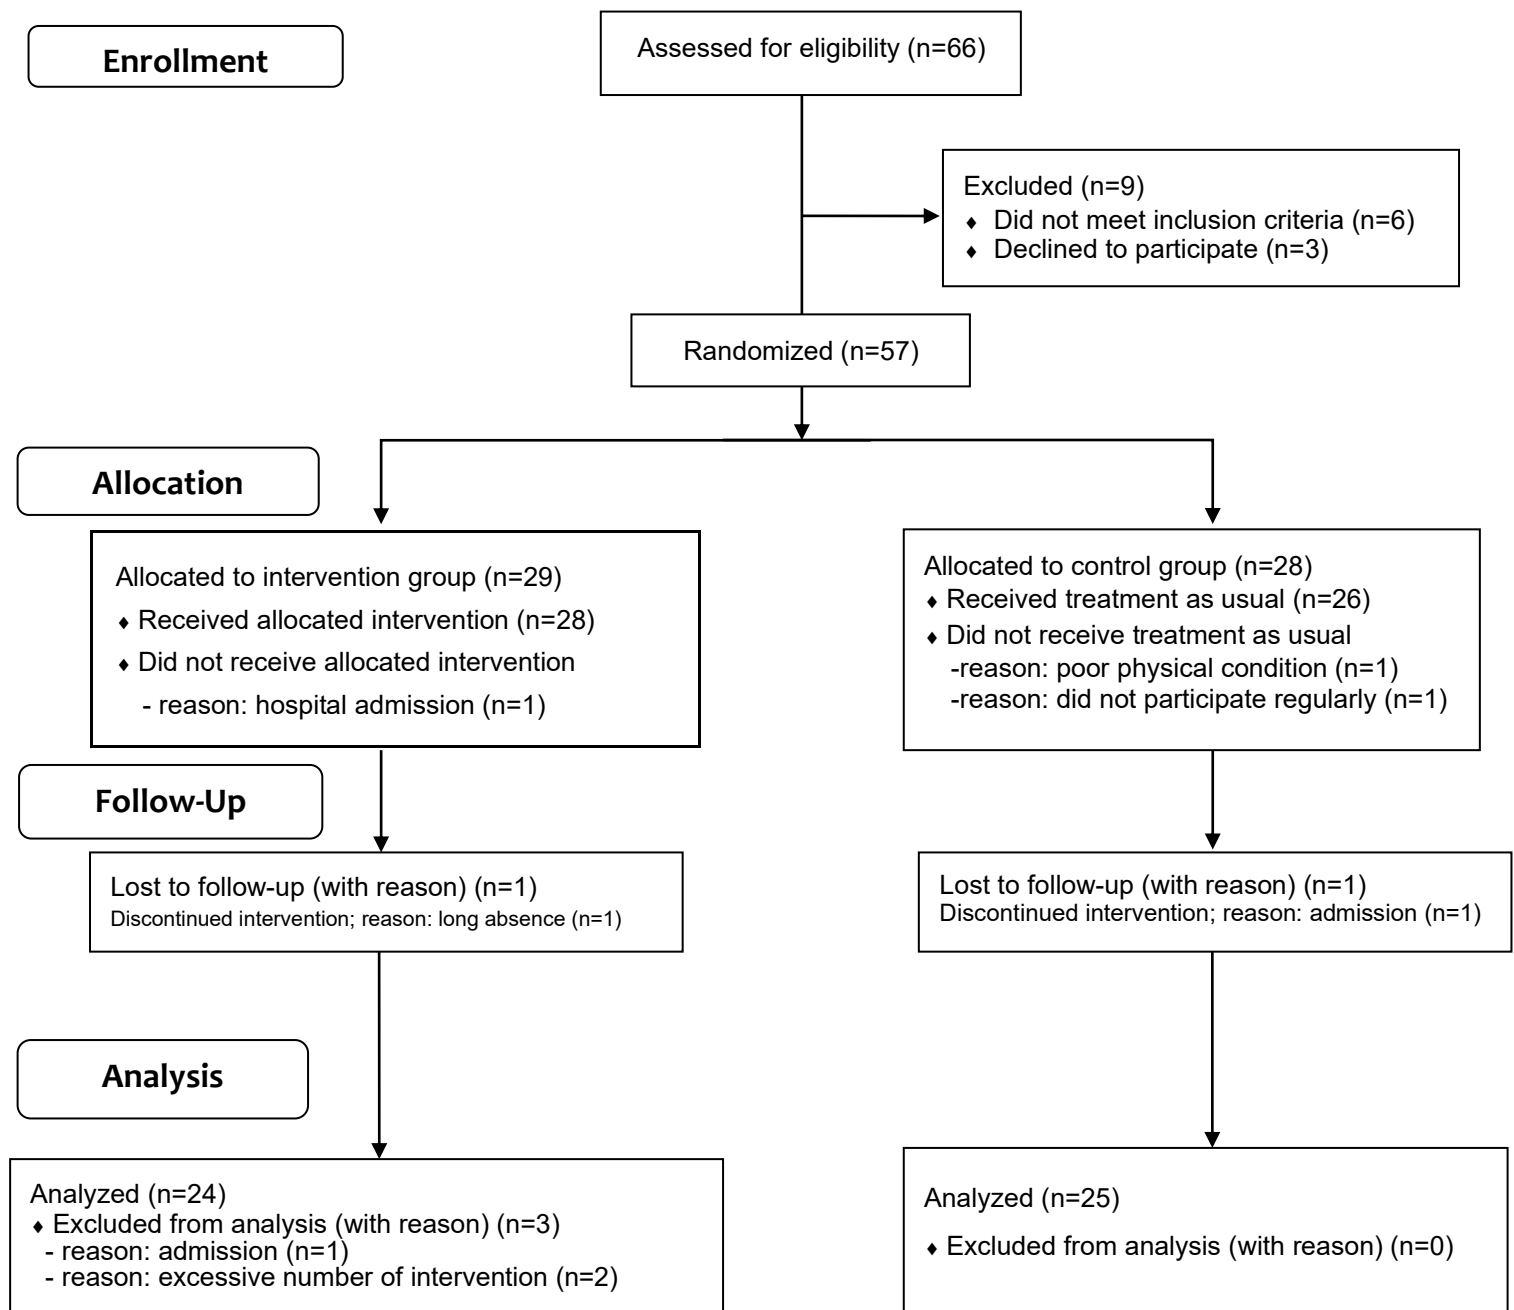 Enrollment
Assessed for eligibility (n=66)
Excluded (n=9)
♦ Did not meet inclusion criteria (n=6)
♦ Declined to participate (n=3)
Randomized (n=57)
Allocation
Allocated to intervention group (n=29)
♦ Received allocated intervention (n=28)
♦ Did not receive allocated intervention
- reason: hospital admission (n=1)
Allocated to control group (n=28)
♦ Received treatment as usual (n=26)
♦ Did not receive treatment as usual
-reason: poor physical condition (n=1)
-reason: did not participate regularly (n=1)
Follow-Up
Lost to follow-up (with reason) (n=1)
Discontinued intervention; reason: long absence (n=1)
Lost to follow-up (with reason) (n=1)
Discontinued intervention; reason: admission (n=1)
Analysis
Analyzed (n=24)
♦ Excluded from analysis (with reason) (n=3)
- reason: admission (n=1)
- reason: excessive number of intervention (n=2)
Analyzed (n=25)
♦ Excluded from analysis (with reason) (n=0)